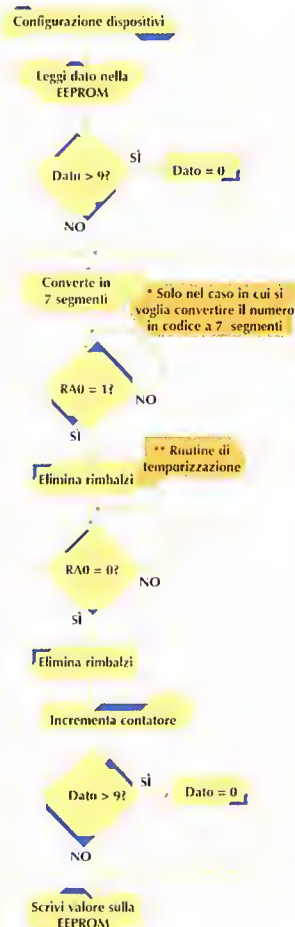 Configurazione dispositivi
Leggi dato nella
EEPROM
Dato > 9?
SÌ
Dato = 0
NO
Converte in
7 segmenti
* Solo nel caso in cui si
voglia convertire il numero
in codice a 7 segmenti
RA0 = 1?
NO
SÌ
** Routine di
temporizzazione
Elimina rimbalzi
RA0 = 0?
NO
SÌ
Elimina rimbalzi
Incrementa contatore
Dato > 9?
SÌ
Dato = 0
NO
Scrivi valore sulla
EEPROM